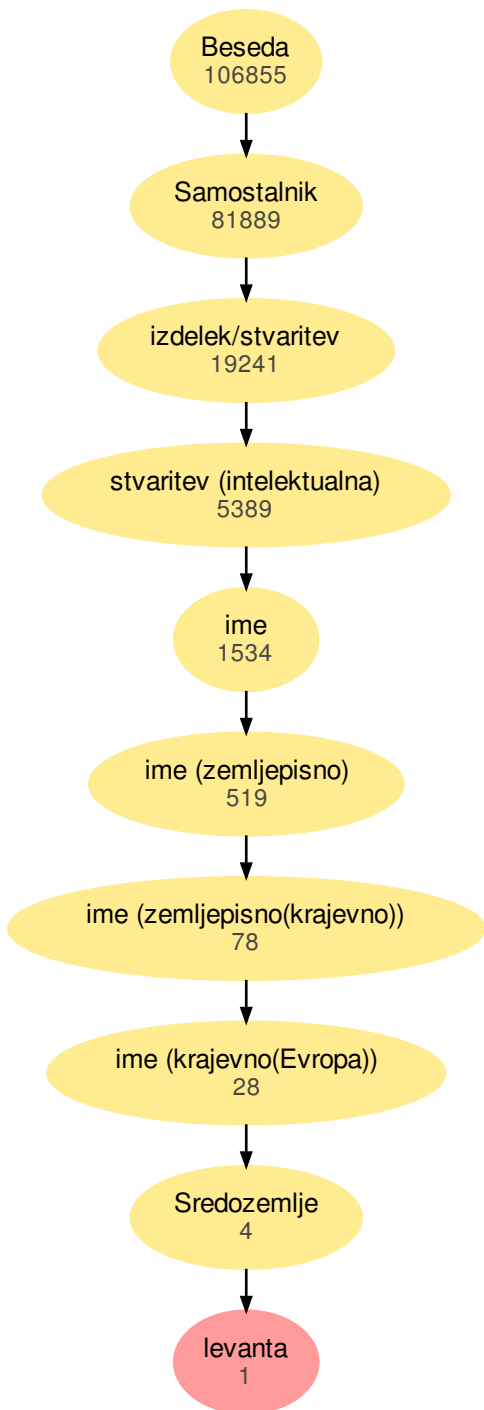 Beseda
106855
Samostalnik
81889
izdelek/stvaritev
19241
stvaritev (intelektualna)
5389
ime
1534
ime (zemljepisno)
519
ime (zemljepisno(krajevno))
78
ime (krajevno(Evropa))
28
Sredozemlje
4
levanta
1